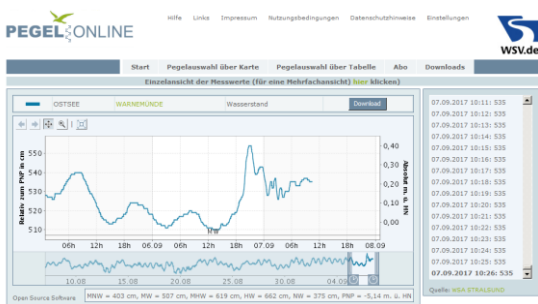 Hilfe Links Impressum Nutzungsbedingungen Datenschutzhinweise Einstellungen
PEGELONLINE
WSV.de
Start Pegelauswahl über Karte Pegelauswahl über Tabelle Abo Downloads
Einzelansicht der Messwerte (für eine Mehrfachansicht) hier klicken)
OSTSEE WARNEMÜNDE Wasserstand Download
Relativ zum PNP in cm
550
540
530
520
510
0,40
0,30
0,20
0,10
0,00
Absolut m. ü. HN
06h 12h 18h 06.09 06h 12h 18h 07.09 06h 12h 18h 08.09
10.08 15.08 20.08 25.08 30.08 04.09
Open Source Software
MNW = 403 cm, MW = 507 cm, MHW = 619 cm, HW = 662 cm, NW = 375 cm, PNP = -5,14 m. ü. HN
07.09.2017 10:11: 535
07.09.2017 10:12: 535
07.09.2017 10:13: 535
07.09.2017 10:14: 535
07.09.2017 10:15: 535
07.09.2017 10:16: 535
07.09.2017 10:17: 535
07.09.2017 10:18: 535
07.09.2017 10:19: 535
07.09.2017 10:20: 535
07.09.2017 10:21: 535
07.09.2017 10:22: 535
07.09.2017 10:23: 535
07.09.2017 10:24: 535
07.09.2017 10:25: 535
07.09.2017 10:26: 535
Quelle: WSA STRALSUND